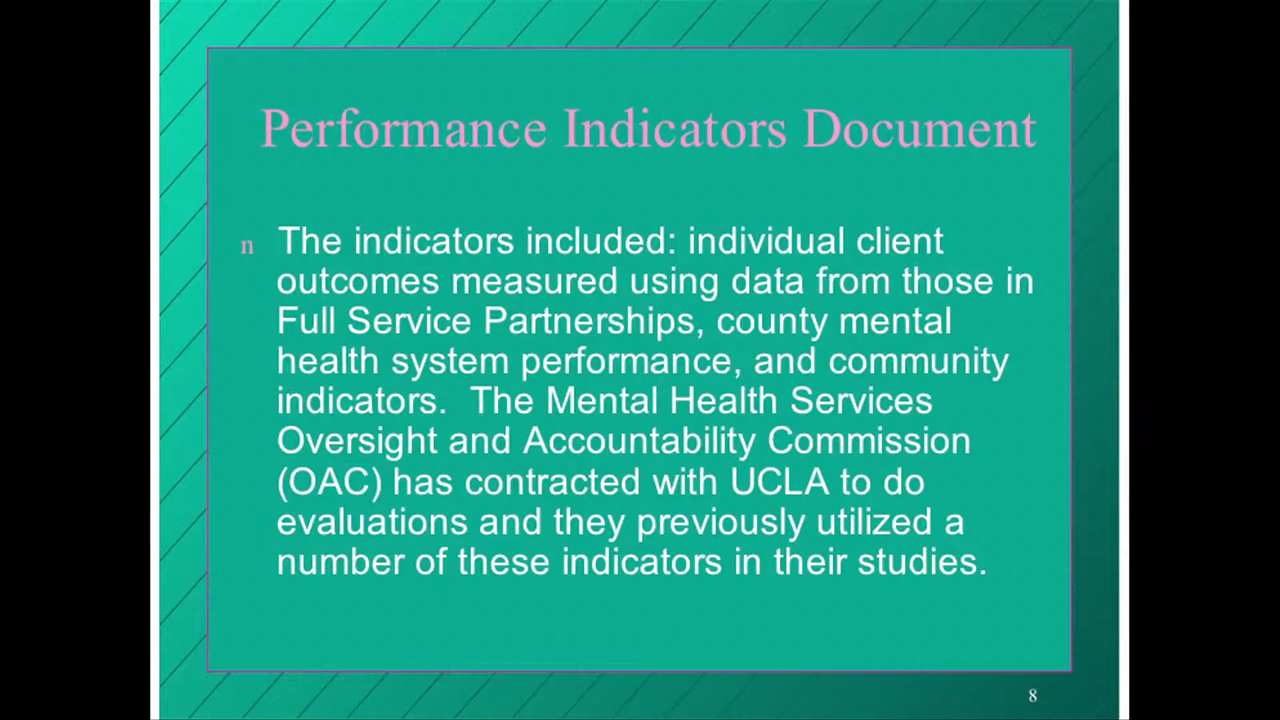 Performance Indicators Document
n The indicators included: individual client
outcomes measured using data from those in
Full Service Partnerships, county mental
health system performance, and community
indicators.  The Mental Health Services
Oversight and Accountability Commission
(OAC) has contracted with UCLA to do
evaluations and they previously utilized a
number of these indicators in their studies.
8